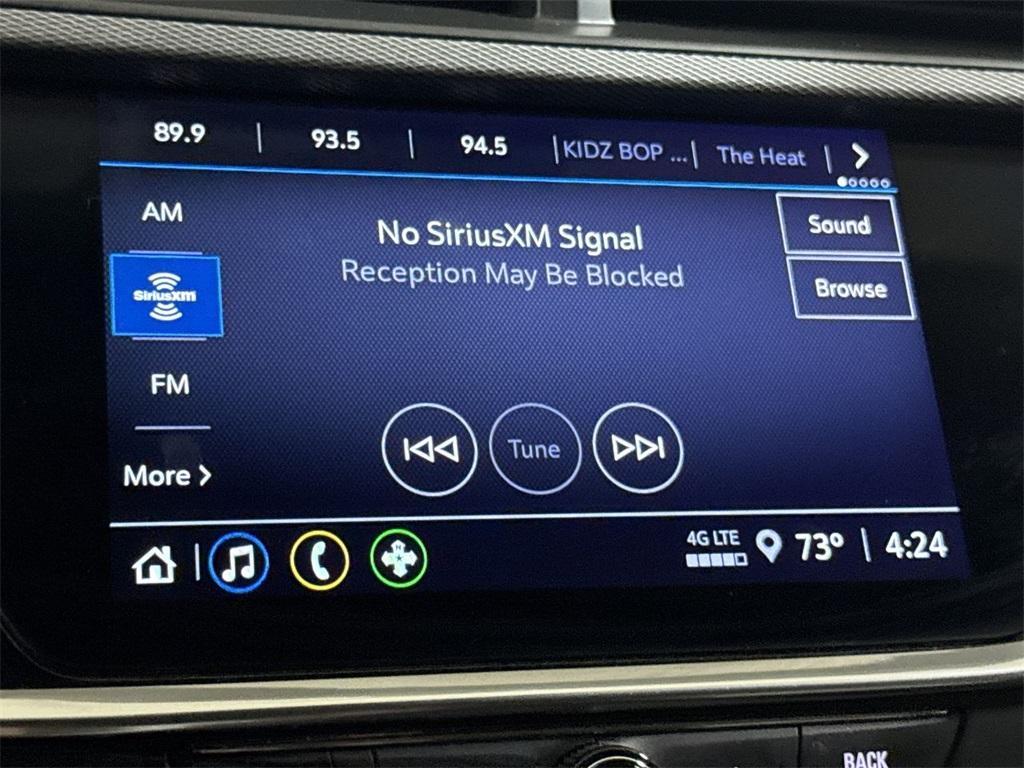 89.9 | 93.5 | 94.5 | KIDZ BOP ... | The Heat |
AM
No SiriusXM Signal
Sound
Reception May Be Blocked
Browse
SiriusXM
FM
Tune
More >
4G LTE
73° | 4:24
BACK